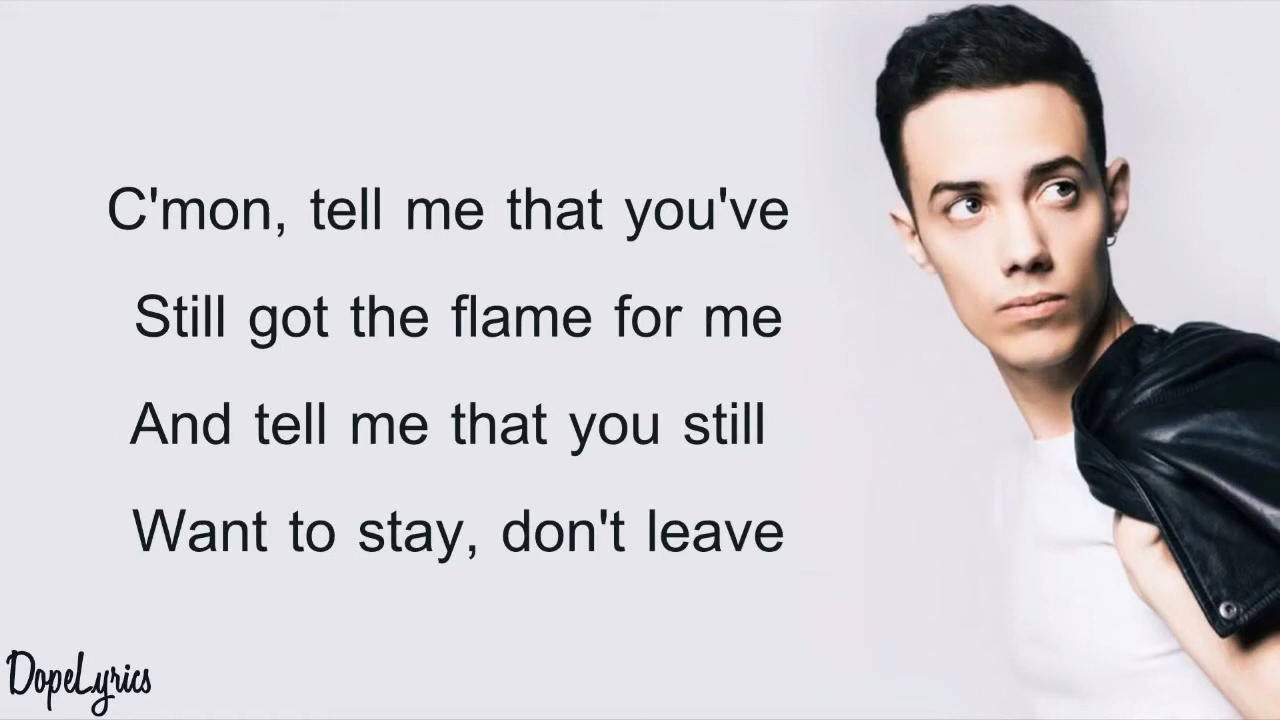 C'mon, tell me that you've
Still got the flame for me
And tell me that you still
Want to stay, don't leave
DopeLyrics